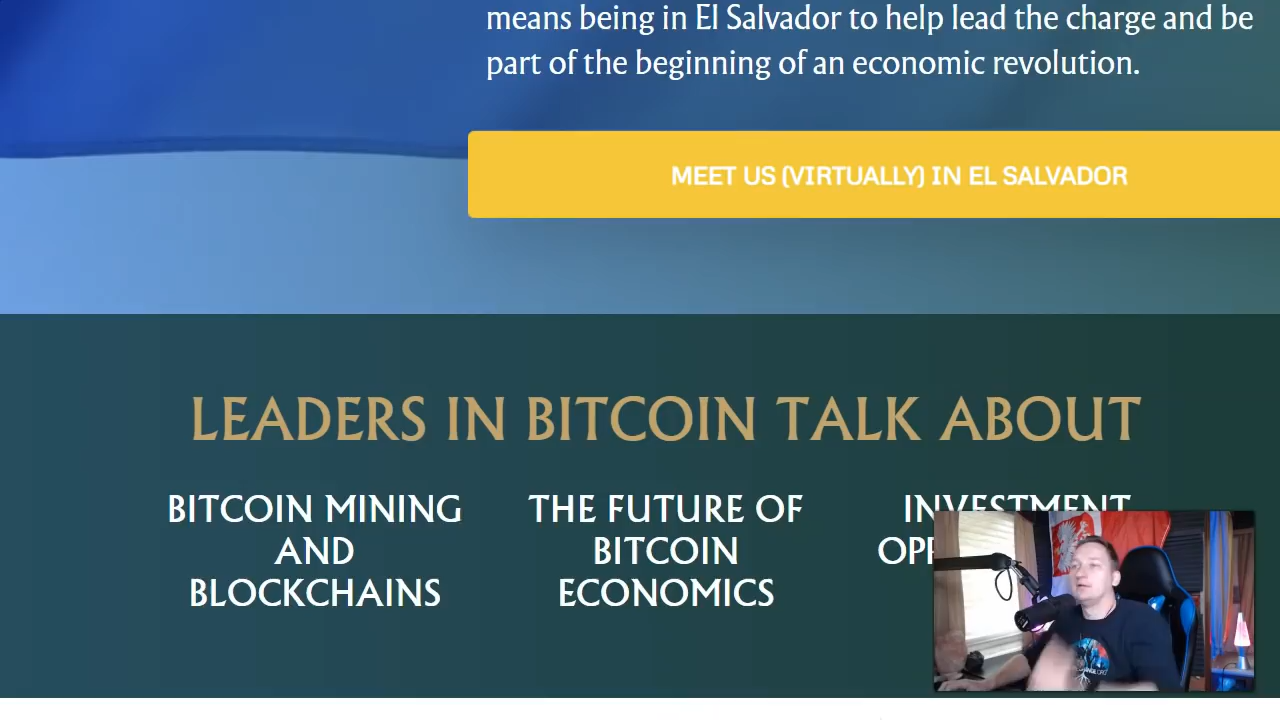 means being in El Salvador to help lead the charge and be
part of the beginning of an economic revolution.
MEET US (VIRTUALLY) IN EL SALVADOR
LEADERS IN BITCOIN TALK ABOUT
BITCOIN MINING
AND
BLOCKCHAINS
THE FUTURE OF
BITCOIN
ECONOMICS
INVESTMENT